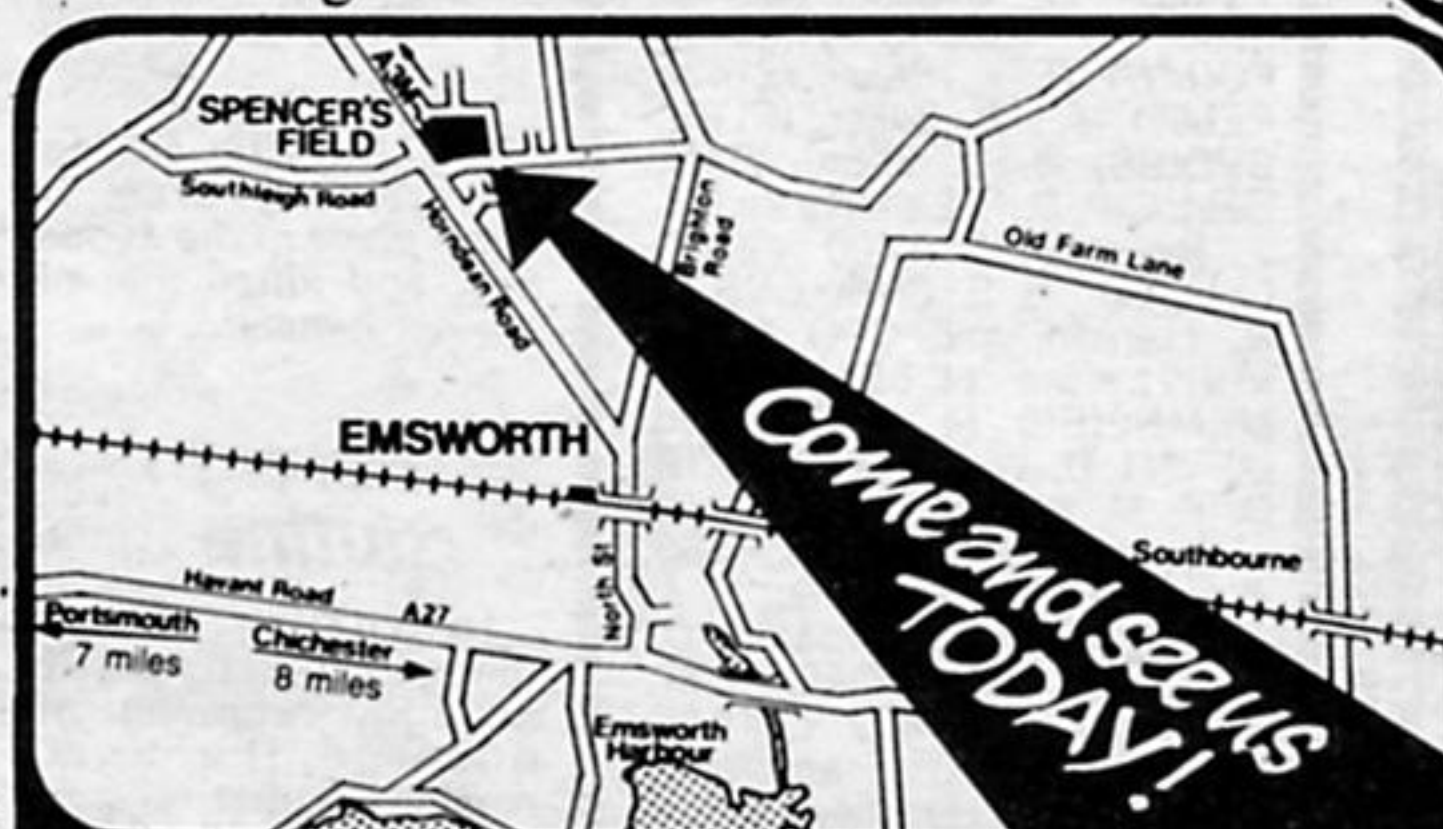 A3M
SPENCER'S
FIELD
Southleigh Road
Horndean Road
Brighton
Road
Old Farm Lane
EMSWORTH
Come and see us
TODAY!
Southbourne
North St
Havant Road
A27
Portsmouth
7 miles
Chichester
8 miles
Emsworth
Harbour